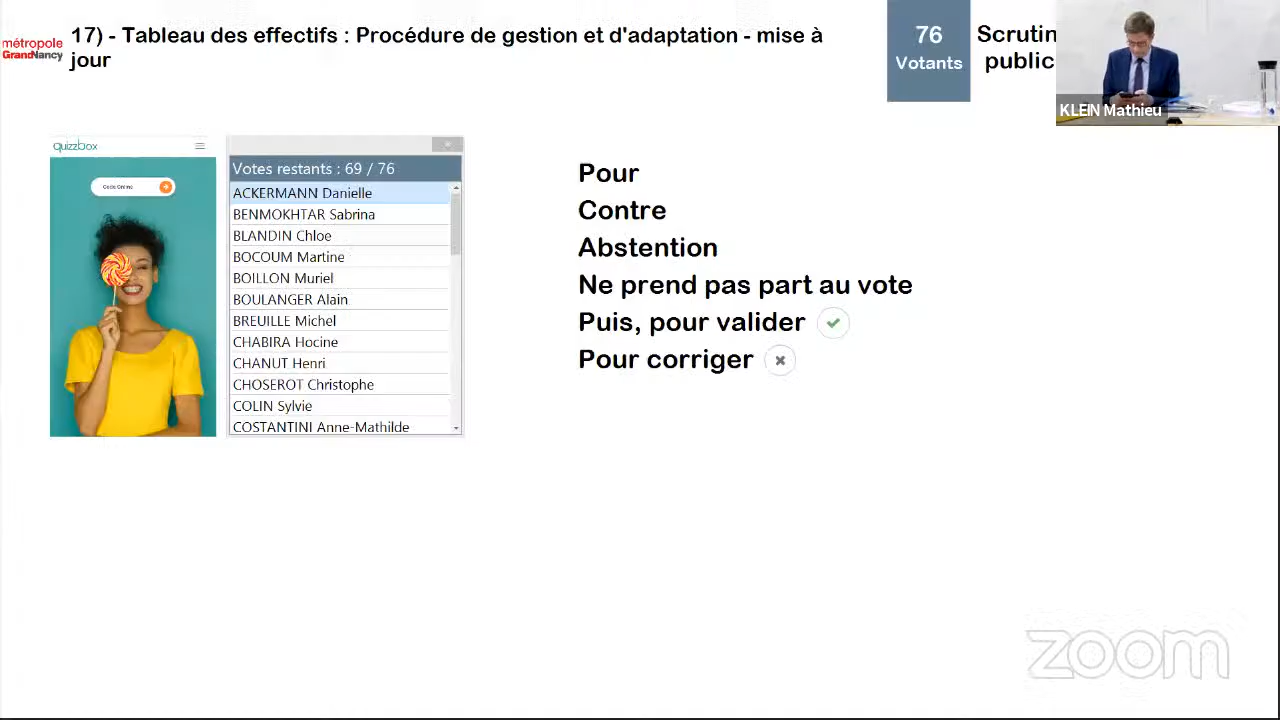 17) - Tableau des effectifs : Procédure de gestion et d'adaptation - mise à
jour
métropole
GrandNancy
76
Votants
Scrutin
public
KLEIN Mathieu
quizzbox
Code Online
Votes restants : 69 / 76
ACKERMANN Danielle
BENMOKHTAR Sabrina
BLANDIN Chloe
BOCOUM Martine
BOILLON Muriel
BOULANGER Alain
BREUILLE Michel
CHABIRA Hocine
CHANUT Henri
CHOSEROT Christophe
COLIN Sylvie
COSTANTINI Anne-Mathilde
Pour
Contre
Abstention
Ne prend pas part au vote
Puis, pour valider
Pour corriger
zoom